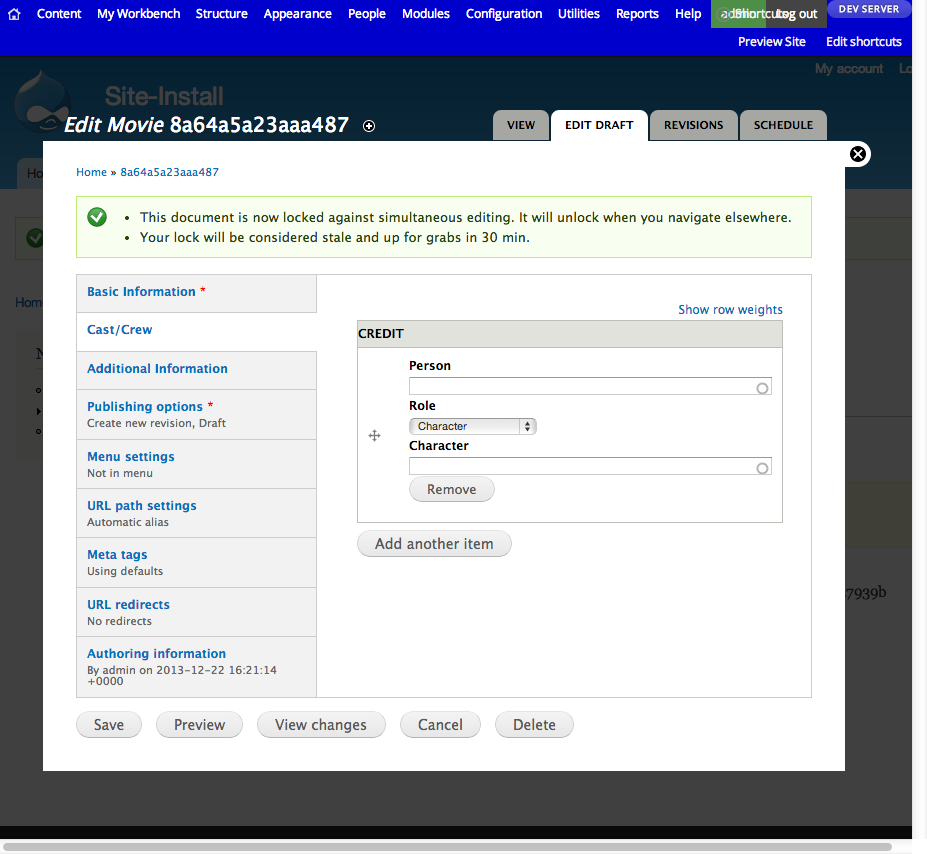 Content My Workbench Structure Appearance People Modules Configuration Utilities Reports Help admin Shortcuts Log out DEV SERVER
Preview Site Edit shortcuts
My account Lo
Site-Install
Edit Movie 8a64a5a23aaa487
VIEW EDIT DRAFT REVISIONS SCHEDULE
Ho
Home » 8a64a5a23aaa487
• This document is now locked against simultaneous editing. It will unlock when you navigate elsewhere.
• Your lock will be considered stale and up for grabs in 30 min.
Hom
N
Basic Information *
Cast/Crew
Additional Information
Publishing options *
Create new revision, Draft
Menu settings
Not in menu
URL path settings
Automatic alias
Meta tags
Using defaults
URL redirects
No redirects
Authoring information
By admin on 2013-12-22 16:21:14
+0000
Show row weights
CREDIT
Person
Role
Character
Character
Remove
Add another item
7939b
Save Preview View changes Cancel Delete